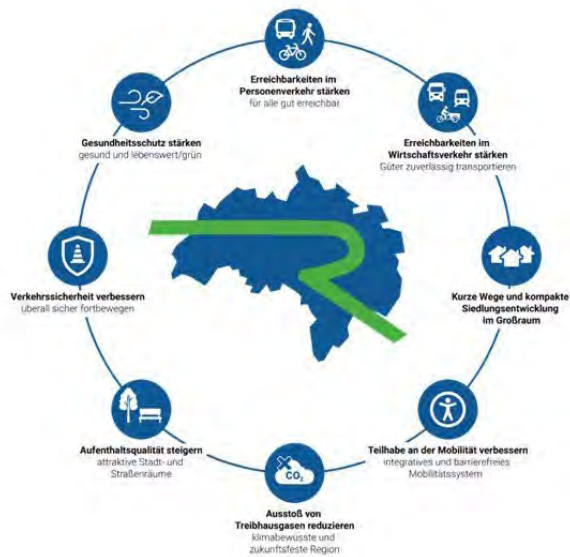 Erreichbarkeiten im
Personenverkehr stärken
für alle gut erreichbar
Erreichbarkeiten im
Wirtschaftsverkehr stärken
Güter zuverlässig transportieren
Kurze Wege und kompakte
Siedlungsentwicklung
im Großraum
Teilhabe an der Mobilität verbessern
integratives und barrierefreies
Mobilitätssystem
CO₂
Ausstoß von
Treibhausgasen reduzieren
klimabewusste und
zukunftsfeste Region
Aufenthaltsqualität steigern
attraktive Stadt- und
Straßenräume
Verkehrssicherheit verbessern
überall sicher fortbewegen
Gesundheitsschutz stärken
gesund und lebenswert/grün